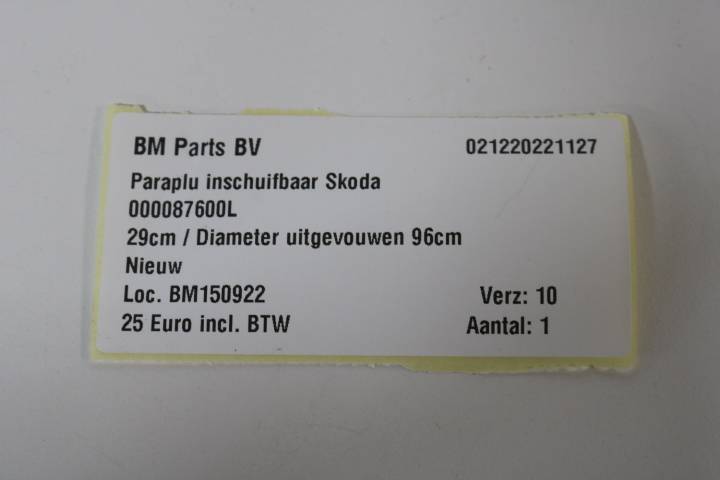 BM Parts BV 021220221127
Paraplu inschuifbaar Skoda
000087600L
29cm / Diameter uitgevouwen 96cm
Nieuw
Loc. BM150922 Verz: 10
25 Euro incl. BTW Aantal: 1